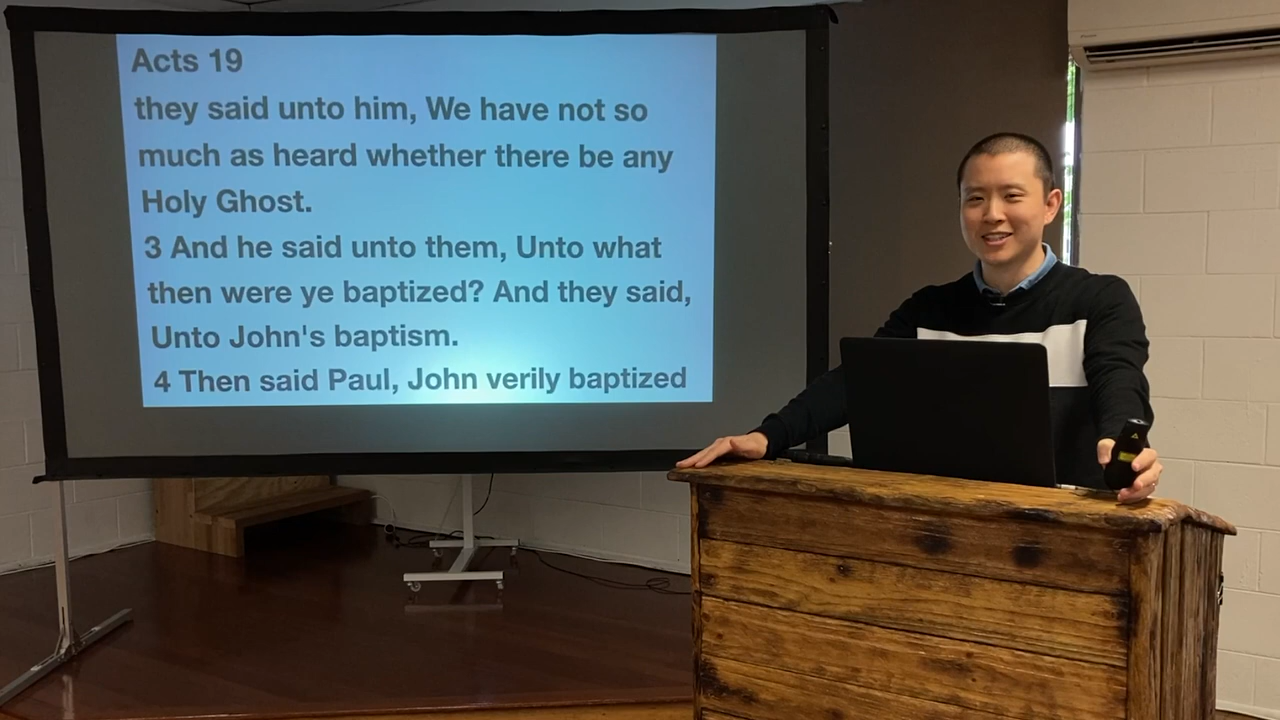 Acts 19
they said unto him, We have not so
much as heard whether there be any
Holy Ghost.
3 And he said unto them, Unto what
then were ye baptized? And they said,
Unto John's baptism.
4 Then said Paul, John verily baptized